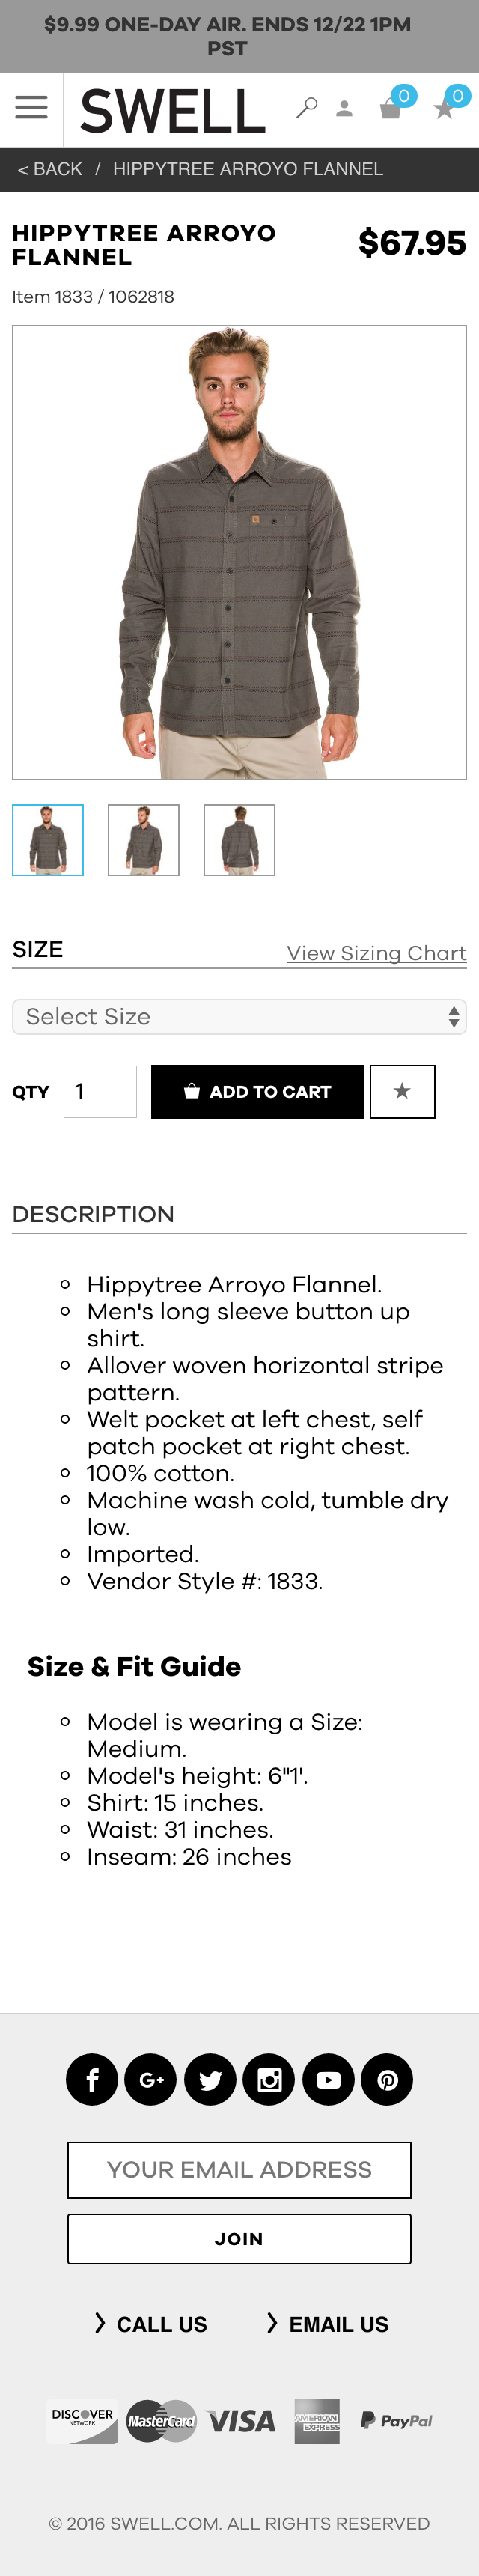 $9.99 ONE-DAY AIR. ENDS 12/22 1PM
PST
SWELL
0
0
< BACK / HIPPYTREE ARROYO FLANNEL
HIPPYTREE ARROYO
FLANNEL
$67.95
Item 1833 / 1062818
SIZE
View Sizing Chart
Select Size
QTY
1
ADD TO CART
DESCRIPTION
Hippytree Arroyo Flannel.
Men's long sleeve button up
shirt.
Allover woven horizontal stripe
pattern.
Welt pocket at left chest, self
patch pocket at right chest.
100% cotton.
Machine wash cold, tumble dry
low.
Imported.
Vendor Style #: 1833.
Size & Fit Guide
Model is wearing a Size:
Medium.
Model's height: 6"1'.
Shirt: 15 inches.
Waist: 31 inches.
Inseam: 26 inches
f
G+
YOUR EMAIL ADDRESS
JOIN
CALL US
EMAIL US
DISCOVER
NETWORK
MasterCard
VISA
AMERICAN
EXPRESS
PayPal
© 2016 SWELL.COM. ALL RIGHTS RESERVED